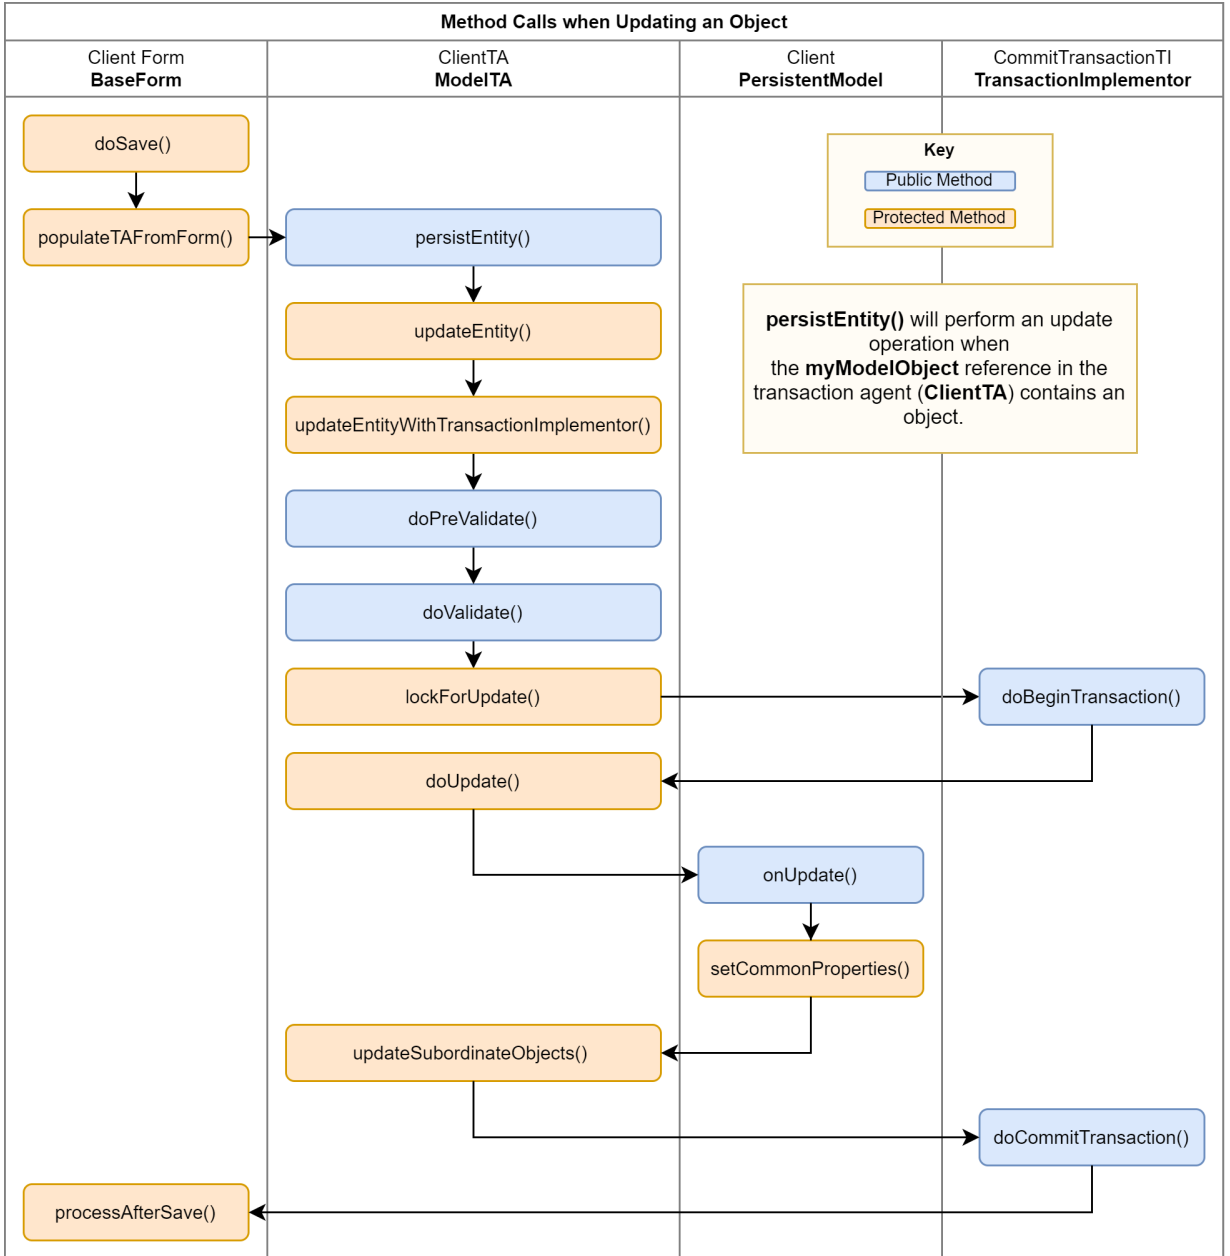 Method Calls when Updating an Object
Client Form
BaseForm
ClientTA
ModelTA
Client
PersistentModel
CommitTransactionTI
TransactionImplementor
doSave()
Key
Public Method
Protected Method
populateTAFromForm()
persistEntity()
persistEntity() will perform an update
operation when
the myModelObject reference in the
transaction agent (ClientTA) contains an
object.
updateEntity()
updateEntityWithTransactionImplementor()
doPreValidate()
doValidate()
lockForUpdate()
doBeginTransaction()
doUpdate()
onUpdate()
setCommonProperties()
updateSubordinateObjects()
doCommitTransaction()
processAfterSave()